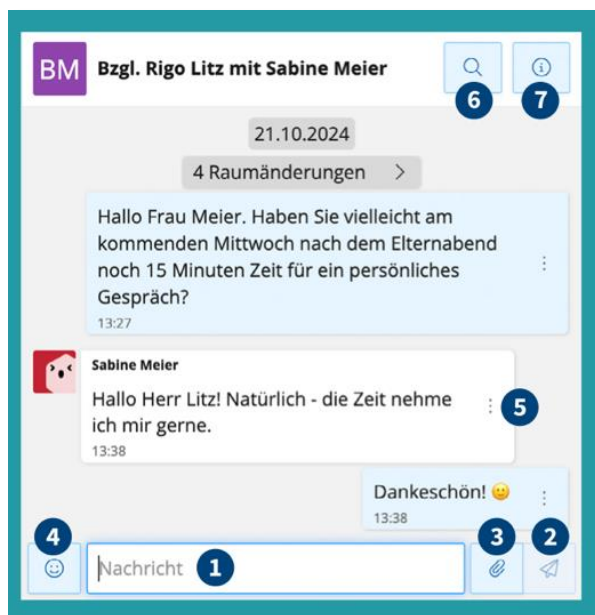 BM Bzgl. Rigo Litz mit Sabine Meier
6 7
21.10.2024
4 Raumänderungen
Hallo Frau Meier. Haben Sie vielleicht am
kommenden Mittwoch nach dem Elternabend
noch 15 Minuten Zeit für ein persönliches
Gespräch?
13:27
Sabine Meier
Hallo Herr Litz! Natürlich - die Zeit nehme
ich mir gerne.
5
13:38
Dankeschön! 🙂
13:38
4 3 2
Nachricht 1